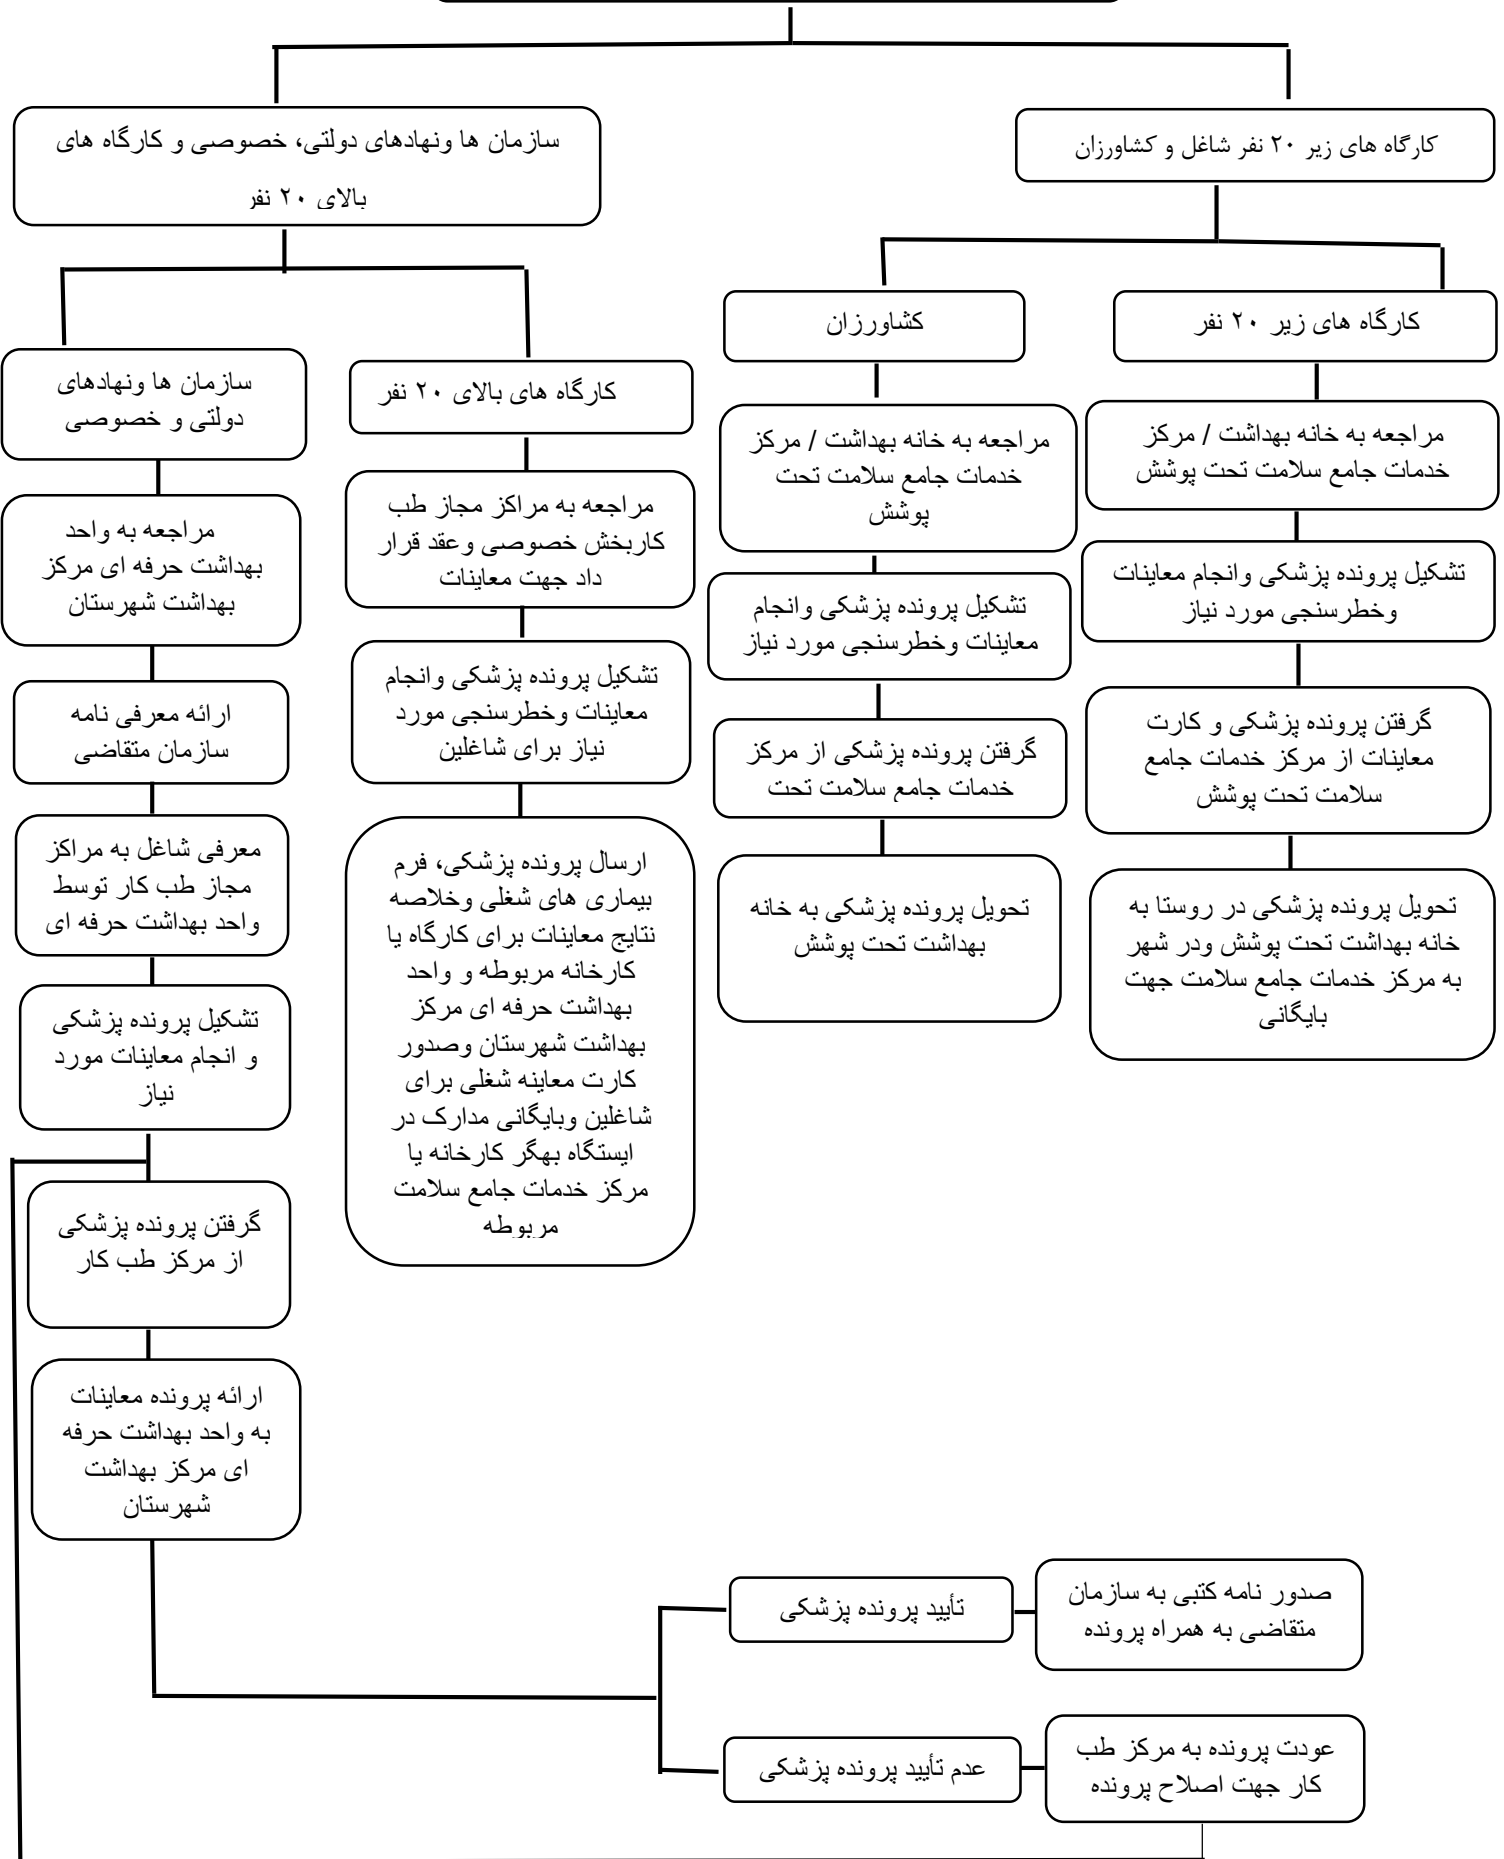 کارگاه های زیر ۲۰ نفر شاغل و کشاورزان
سازمان ها ونهادهای دولتی، خصوصی و کارگاه های
بالای ۲۰ نفر
کارگاه های زیر ۲۰ نفر
مراجعه به خانه بهداشت / مرکز
خدمات جامع سلامت تحت پوشش
تشکیل پرونده پزشکی وانجام معاینات
وخطرسنجی مورد نیاز
گرفتن پرونده پزشکی و کارت
معاینات از مرکز خدمات جامع
سلامت تحت پوشش
تحویل پرونده پزشکی در روستا به
خانه بهداشت تحت پوشش ودر شهر
به مرکز خدمات جامع سلامت جهت
بایگانی
کشاورزان
مراجعه به خانه بهداشت / مرکز
خدمات جامع سلامت تحت
پوشش
تشکیل پرونده پزشکی وانجام
معاینات وخطرسنجی مورد نیاز
گرفتن پرونده پزشکی از مرکز
خدمات جامع سلامت تحت
تحویل پرونده پزشکی به خانه
بهداشت تحت پوشش
کارگاه های بالای ۲۰ نفر
مراجعه به مراکز مجاز طب
کاربخش خصوصی وعقد قرار
داد جهت معاینات
تشکیل پرونده پزشکی وانجام
معاینات وخطرسنجی مورد
نیاز برای شاغلین
ارسال پرونده پزشکی، فرم
بیماری های شغلی وخلاصه
نتایج معاینات برای کارگاه یا
کارخانه مربوطه و واحد
بهداشت حرفه ای مرکز
بهداشت شهرستان وصدور
کارت معاینه شغلی برای
شاغلین وبایگانی مدارک در
ایستگاه بهگر کارخانه یا
مرکز خدمات جامع سلامت
مربوطه
سازمان ها ونهادهای
دولتی و خصوصی
مراجعه به واحد
بهداشت حرفه ای مرکز
بهداشت شهرستان
ارائه معرفی نامه
سازمان متقاضی
معرفی شاغل به مراکز
مجاز طب کار توسط
واحد بهداشت حرفه ای
تشکیل پرونده پزشکی
و انجام معاینات مورد
نیاز
گرفتن پرونده پزشکی
از مرکز طب کار
ارائه پرونده معاینات
به واحد بهداشت حرفه
ای مرکز بهداشت
شهرستان
تأیید پرونده پزشکی
صدور نامه کتبی به سازمان
متقاضی به همراه پرونده
عدم تأیید پرونده پزشکی
عودت پرونده به مرکز طب
کار جهت اصلاح پرونده